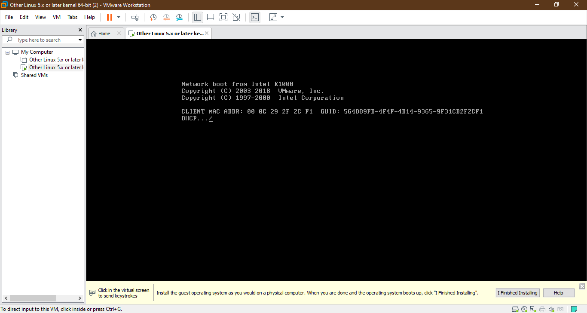 Other Linux 5.x or later kernel 64-bit (2) - VMware Workstation
File Edit View VM Tabs Help
Library
Home
Other Linux 5.x or later ke...
Type here to search
My Computer
Other Linux 5.x or later l
Other Linux 5.x or later l
Shared VMs
Network boot from Intel E1000
Copyright (C) 2003-2018 VMware, Inc.
Copyright (C) 1997-2000 Intel Corporation
CLIENT MAC ADDR: 00 0C 29 2F 2C F1 GUID:
DHCP.../
Click in the virtual screen
to send keystrokes
Install the guest operating system as you would on a physical computer. When you are done and the operating system boots up, click "I Finished Installing".
I Finished Installing
Help
To direct input to this VM, click inside or press Ctrl+G.